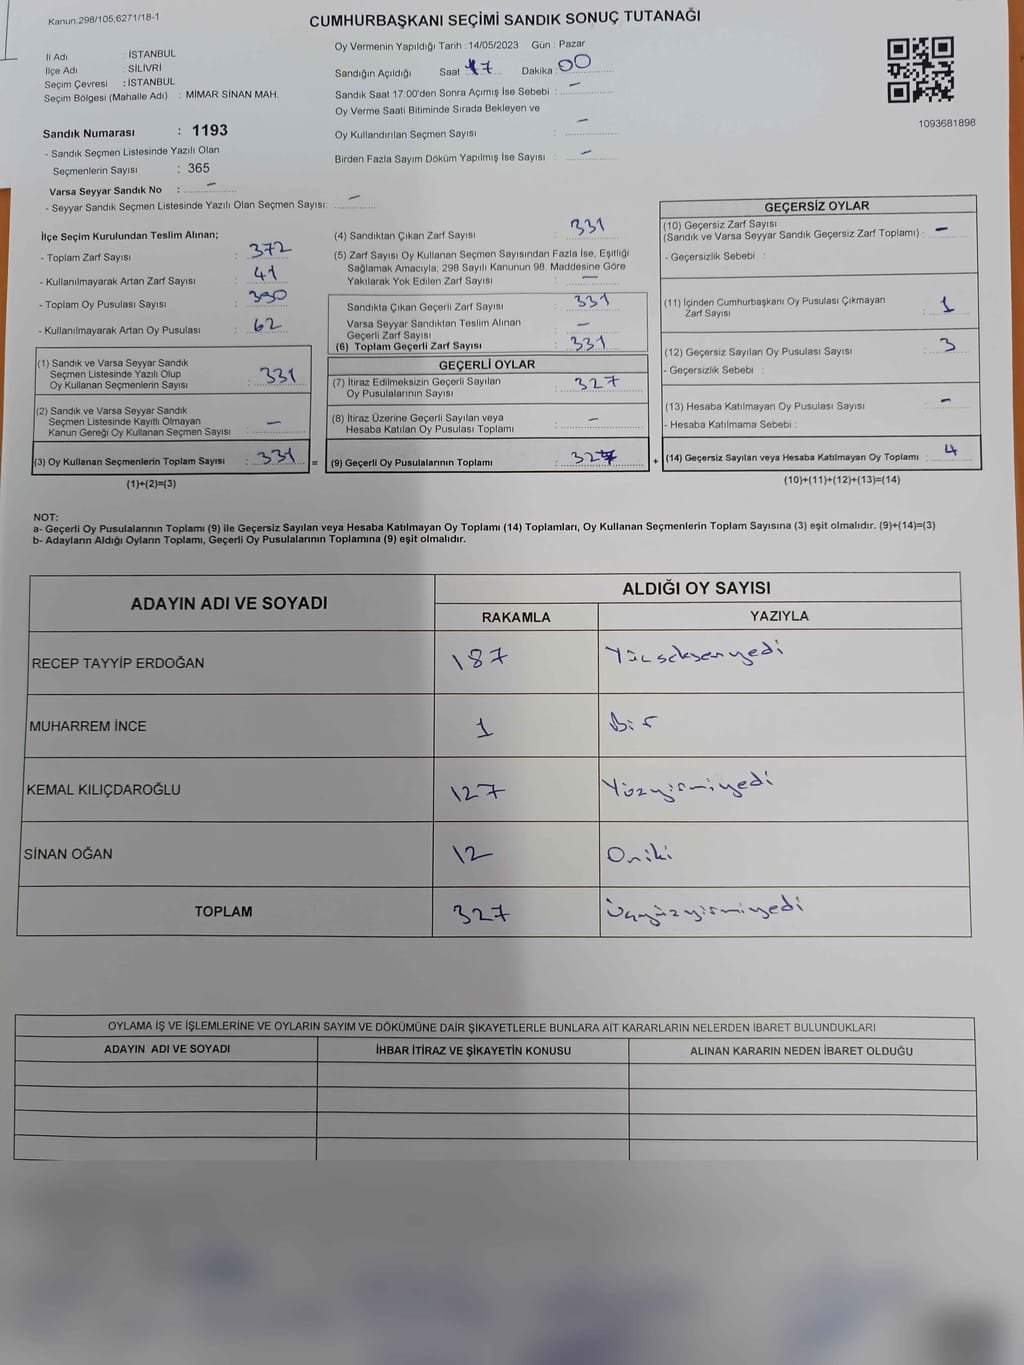 Kanun.298/105,6271/18-1
CUMHURBAŞKANI SEÇİMİ SANDIK SONUÇ TUTANAĞI
İl Adı : İSTANBUL
İlçe Adı : SİLİVRİ
Seçim Çevresi : İSTANBUL
Seçim Bölgesi (Mahalle Adı) : MİMAR SİNAN MAH.
Sandık Numarası : 1193
- Sandık Seçmen Listesinde Yazılı Olan
Seçmenlerin Sayısı : 365
Varsa Seyyar Sandık No : -
- Seyyar Sandık Seçmen Listesinde Yazılı Olan Seçmen Sayısı: -
Oy Vermenin Yapıldığı Tarih : 14/05/2023 Gün : Pazar
Sandığın Açıldığı Saat : 17 Dakika : 00
Sandık Saat 17:00'den Sonra Açımış İse Sebebi : -
Oy Verme Saati Bitiminde Sırada Bekleyen ve
Oy Kullandırılan Seçmen Sayısı : -
Birden Fazla Sayım Döküm Yapılmış İse Sayısı : -
1093681898
İlçe Seçim Kurulundan Teslim Alınan;
- Toplam Zarf Sayısı : 372
- Kullanılmayarak Artan Zarf Sayısı : 41
- Toplam Oy Pusulası Sayısı : 390
- Kullanılmayarak Artan Oy Pusulası : 62
(1) Sandık ve Varsa Seyyar Sandık
Seçmen Listesinde Yazılı Olup
Oy Kullanan Seçmenlerin Sayısı : 331
(2) Sandık ve Varsa Seyyar Sandık
Seçmen Listesinde Kayıtlı Olmayan
Kanun Gereği Oy Kullanan Seçmen Sayısı : -
(3) Oy Kullanan Seçmenlerin Toplam Sayısı : 331 =
(1)+(2)=(3)
(4) Sandıktan Çıkan Zarf Sayısı : 331
(5) Zarf Sayısı Oy Kullanan Seçmen Sayısından Fazla İse, Eşitliği
Sağlamak Amacıyla, 298 Sayılı Kanunun 98. Maddesine Göre
Yakılarak Yok Edilen Zarf Sayısı : -
Sandıkta Çıkan Geçerli Zarf Sayısı : 331
Varsa Seyyar Sandıktan Teslim Alınan
Geçerli Zarf Sayısı : -
(6) Toplam Geçerli Zarf Sayısı : 331
GEÇERLİ OYLAR
(7) İtiraz Edilmeksizin Geçerli Sayılan
Oy Pusulalarının Sayısı : 327
(8) İtiraz Üzerine Geçerli Sayılan veya
Hesaba Katılan Oy Pusulası Toplamı : -
(9) Geçerli Oy Pusulalarının Toplamı : 327 +
GEÇERSİZ OYLAR
(10) Geçersiz Zarf Sayısı
(Sandık ve Varsa Seyyar Sandık Geçersiz Zarf Toplamı) : -
- Geçersizlik Sebebi :
(11) İçinden Cumhurbaşkanı Oy Pusulası Çıkmayan
Zarf Sayısı : 1
(12) Geçersiz Sayılan Oy Pusulası Sayısı : 3
- Geçersizlik Sebebi :
(13) Hesaba Katılmayan Oy Pusulası Sayısı : -
- Hesaba Katılmama Sebebi :
(14) Geçersiz Sayılan veya Hesaba Katılmayan Oy Toplamı : 4
(10)+(11)+(12)+(13)=(14)
NOT:
a- Geçerli Oy Pusulalarının Toplamı (9) ile Geçersiz Sayılan veya Hesaba Katılmayan Oy Toplamı (14) Toplamları, Oy Kullanan Seçmenlerin Toplam Sayısına (3) eşit olmalıdır. (9)+(14)=(3)
b- Adayların Aldığı Oyların Toplamı, Geçerli Oy Pusulalarının Toplamına (9) eşit olmalıdır.
ADAYIN ADI VE SOYADI ALDIĞI OY SAYISI
RAKAMLA YAZIYLA
RECEP TAYYİP ERDOĞAN 187 Yüzseksenyedi
MUHARREM İNCE 1 Bir
KEMAL KILIÇDAROĞLU 127 Yüzyirmiyedi
SİNAN OĞAN 12 Oniki
TOPLAM 327 Üçyüzyirmiyedi
OYLAMA İŞ VE İŞLEMLERİNE VE OYLARIN SAYIM VE DÖKÜMÜNE DAİR ŞİKAYETLERLE BUNLARA AİT KARARLARIN NELERDEN İBARET BULUNDUKLARI
ADAYIN ADI VE SOYADI İHBAR İTİRAZ VE ŞİKAYETİN KONUSU ALINAN KARARIN NEDEN İBARET OLDUĞU